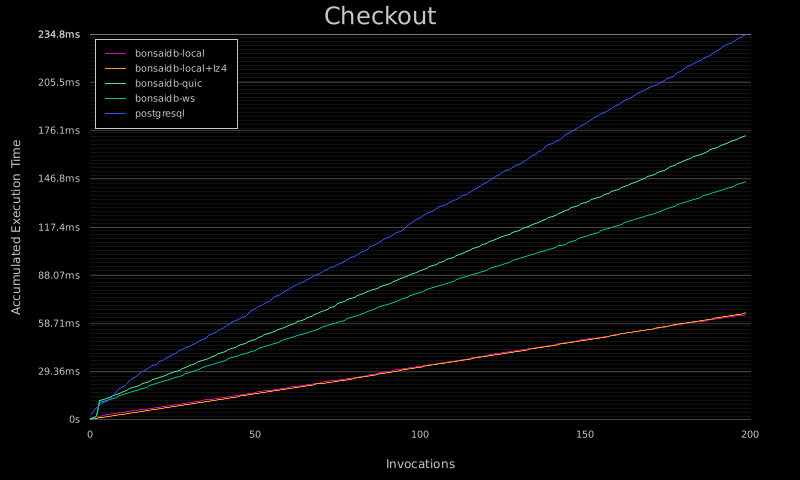 Checkout
234.8ms
205.5ms
176.1ms
146.8ms
117.4ms
88.07ms
58.71ms
29.36ms
0s
bonsaidb-local
bonsaidb-local+lz4
bonsaidb-quic
bonsaidb-ws
postgresql
Accumulated Execution Time
0
50
100
150
200
Invocations